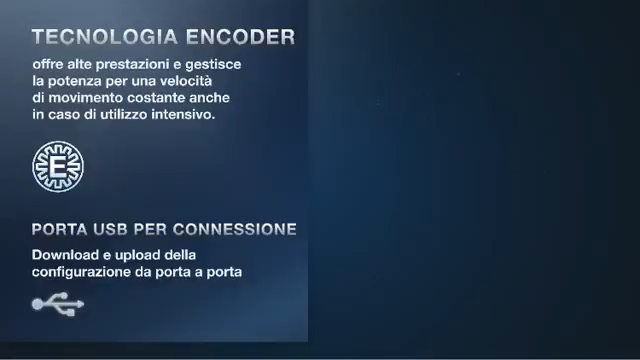 TECNOLOGIA ENCODER
offre alte prestazioni e gestisce
la potenza per una velocità
di movimento costante anche
in caso di utilizzo intensivo.
E
PORTA USB PER CONNESSIONE
Download e upload della
configurazione da porta a porta